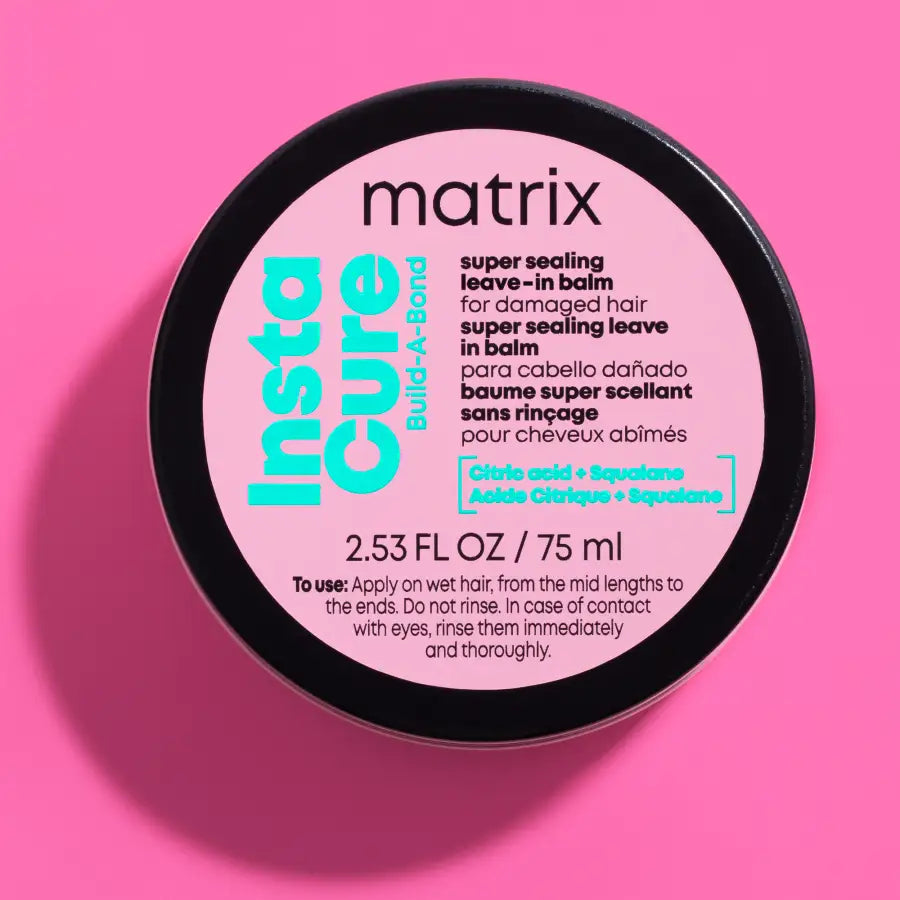 matrix
Insta
Cure
Build-A-Bond
super sealing
leave-in balm
for damaged hair
super sealing leave
in balm
para cabello dañado
baume super scellant
sans rinçage
pour cheveux abîmés
Citric acid + Squalane
Acide Citrique + Squalane
2.53 FL OZ / 75 ml
To use: Apply on wet hair, from the mid lengths to
the ends. Do not rinse. In case of contact
with eyes, rinse them immediately
and thoroughly.